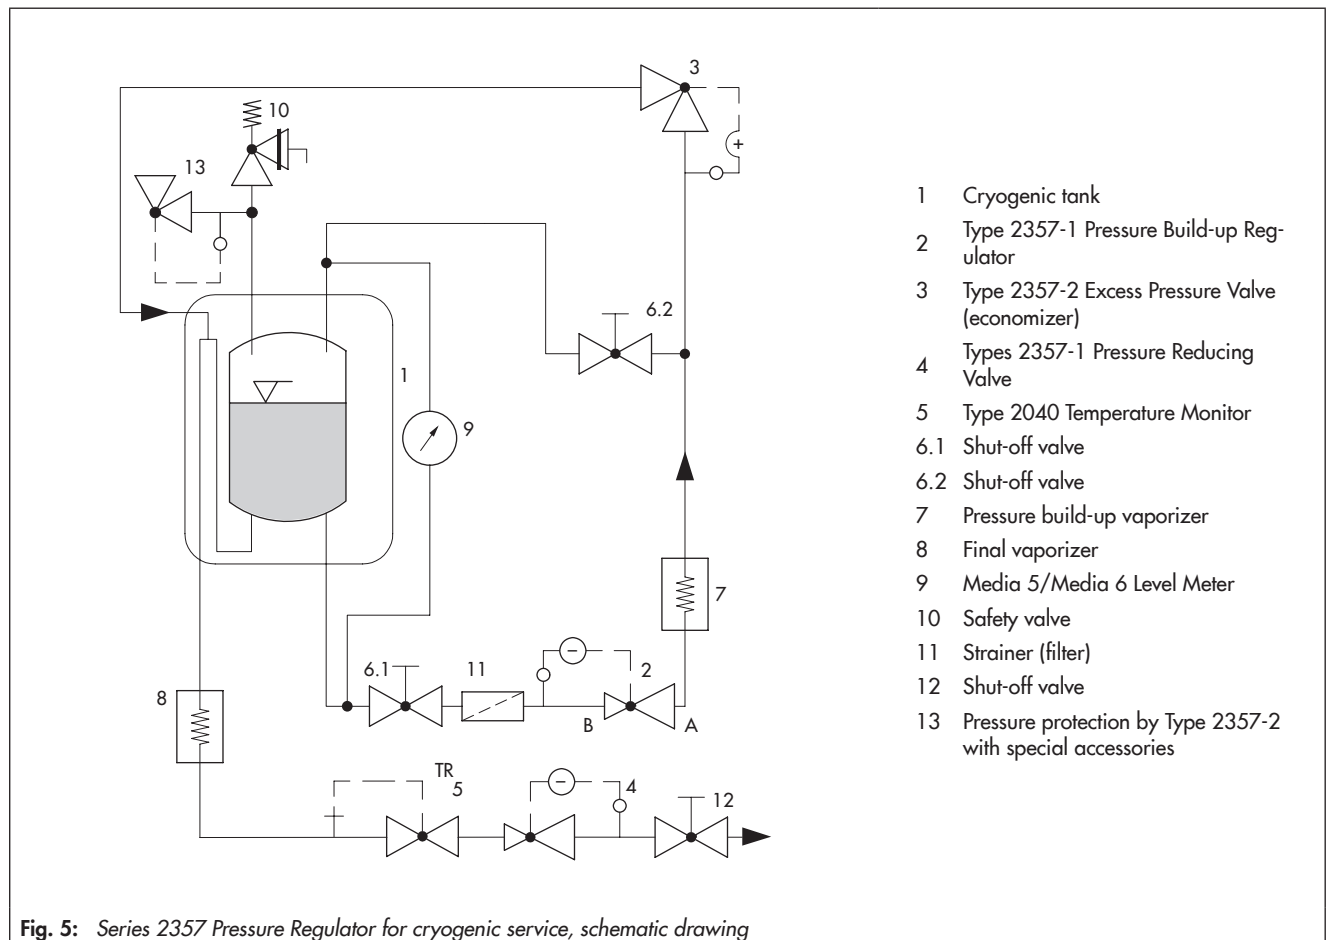 3
10
13
6.2
1
9
7
6.1
11
2
B
A
8
TR
5
4
12
1 Cryogenic tank
2 Type 2357-1 Pressure Build-up Reg-
ulator
3 Type 2357-2 Excess Pressure Valve
(economizer)
4 Types 2357-1 Pressure Reducing
Valve
5 Type 2040 Temperature Monitor
6.1 Shut-off valve
6.2 Shut-off valve
7 Pressure build-up vaporizer
8 Final vaporizer
9 Media 5/Media 6 Level Meter
10 Safety valve
11 Strainer (filter)
12 Shut-off valve
13 Pressure protection by Type 2357-2
with special accessories
Fig. 5: Series 2357 Pressure Regulator for cryogenic service, schematic drawing